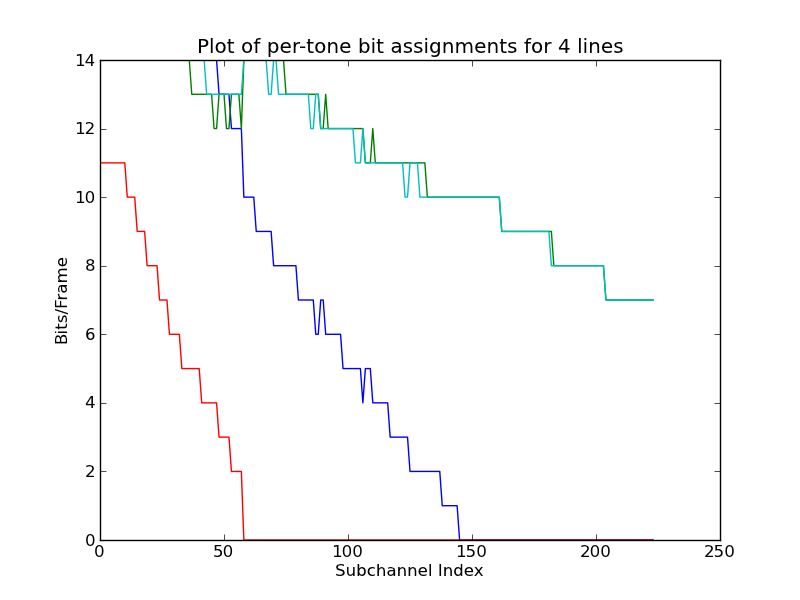 Plot of per-tone bit assignments for 4 lines
14
12
10
8
6
4
2
0
Bits/Frame
0 50 100 150 200 250
Subchannel Index